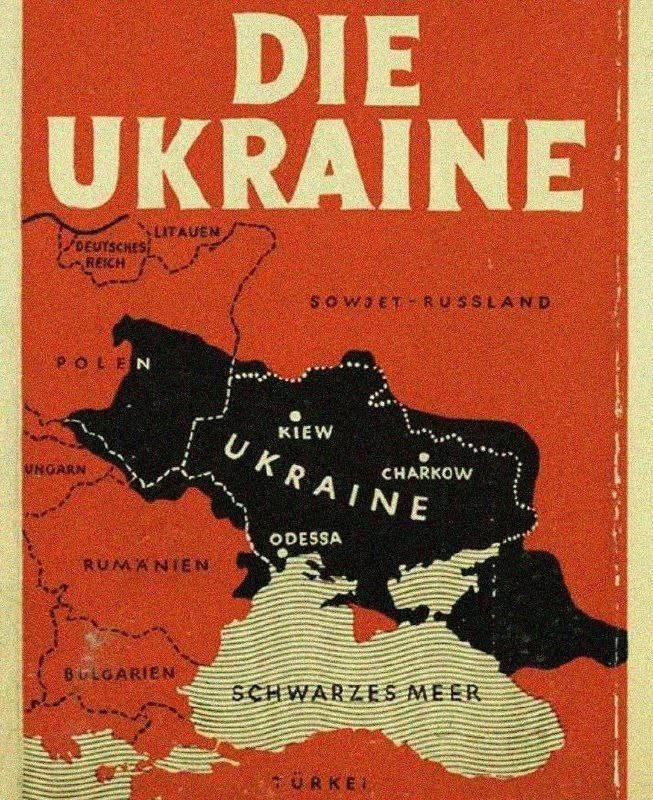 DIE
UKRAINE
LITAUEN
DEUTSCHES
REICH
SOWJET-RUSSLAND
POLEN
KIEW
UKRAINE
CHARKOW
UNGARN
ODESSA
RUMÄNIEN
BULGARIEN
SCHWARZES MEER
TÜRKEI